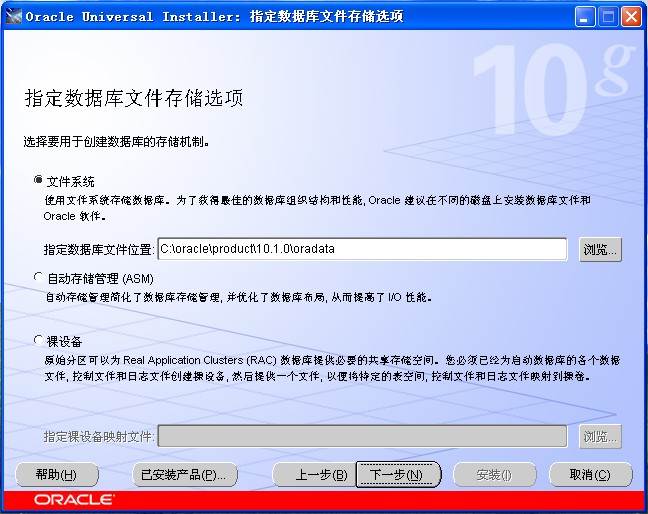 Oracle Universal Installer: 指定数据库文件存储选项
10g
指定数据库文件存储选项
选择要用于创建数据库的存储机制。
文件系统
使用文件系统存储数据库。为了获得最佳的数据库组织结构和性能, Oracle 建议在不同的磁盘上安装数据库文件和
Oracle 软件。
指定数据库文件位置: C:\oracle\product\10.1.0\oradata 浏览...
自动存储管理 (ASM)
自动存储管理简化了数据库存储管理, 并优化了数据库布局, 从而提高了 I/O 性能。
裸设备
原始分区可以为 Real Application Clusters (RAC) 数据库提供必要的共享存储空间。您必须已经为启动数据库的各个数据
文件, 控制文件和日志文件创建裸设备, 然后提供一个文件, 以便将特定的表空间, 控制文件和日志文件映射到裸卷。
指定裸设备映射文件: 浏览...
帮助(H) 已安装产品(P)... 上一步(B) 下一步(N) 安装(I) 取消(C)
ORACLE